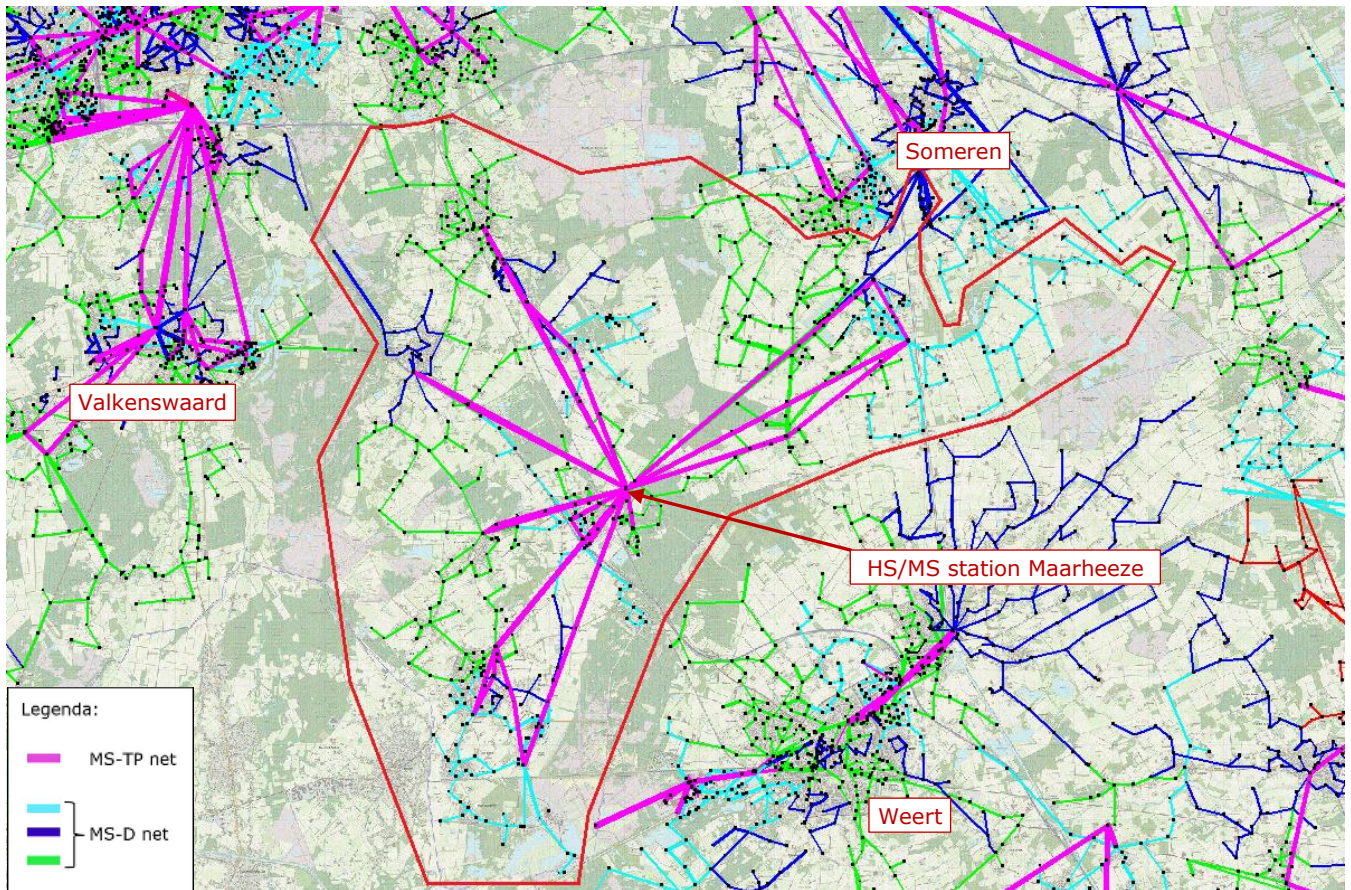 Someren
Valkenswaard
HS/MS station Maarheeze
Weert
Legenda:
MS-TP net
MS-D net